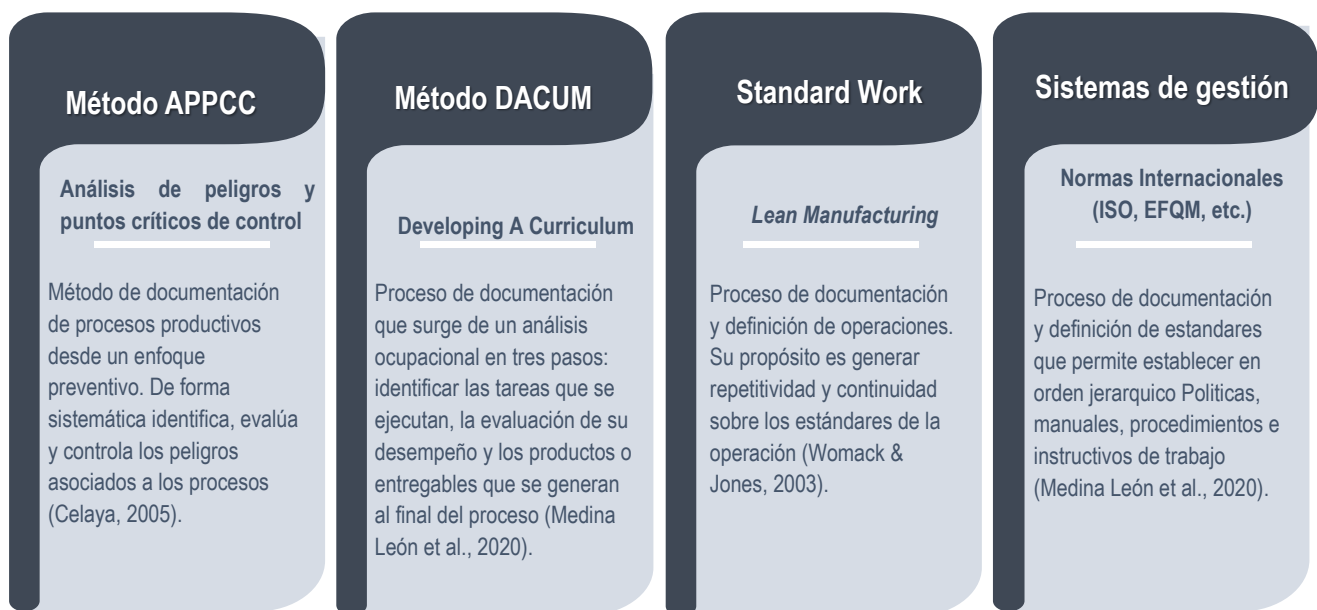 Método APPCC
Análisis de peligros y
puntos críticos de control
Método de documentación
de procesos productivos
desde un enfoque
preventivo. De forma
sistemática identifica, evalúa
y controla los peligros
asociados a los procesos
(Celaya, 2005).
Método DACUM
Developing A Curriculum
Proceso de documentación
que surge de un análisis
ocupacional en tres pasos:
identificar las tareas que se
ejecutan, la evaluación de su
desempeño y los productos o
entregables que se generan
al final del proceso (Medina
León et al., 2020).
Standard Work
Lean Manufacturing
Proceso de documentación
y definición de operaciones.
Su propósito es generar
repetitividad y continuidad
sobre los estándares de la
operación (Womack &
Jones, 2003).
Sistemas de gestión
Normas Internacionales
(ISO, EFQM, etc.)
Proceso de documentación
y definición de estandares
que permite establecer en
orden jerarquico Politicas,
manuales, procedimientos e
instructivos de trabajo
(Medina León et al., 2020).